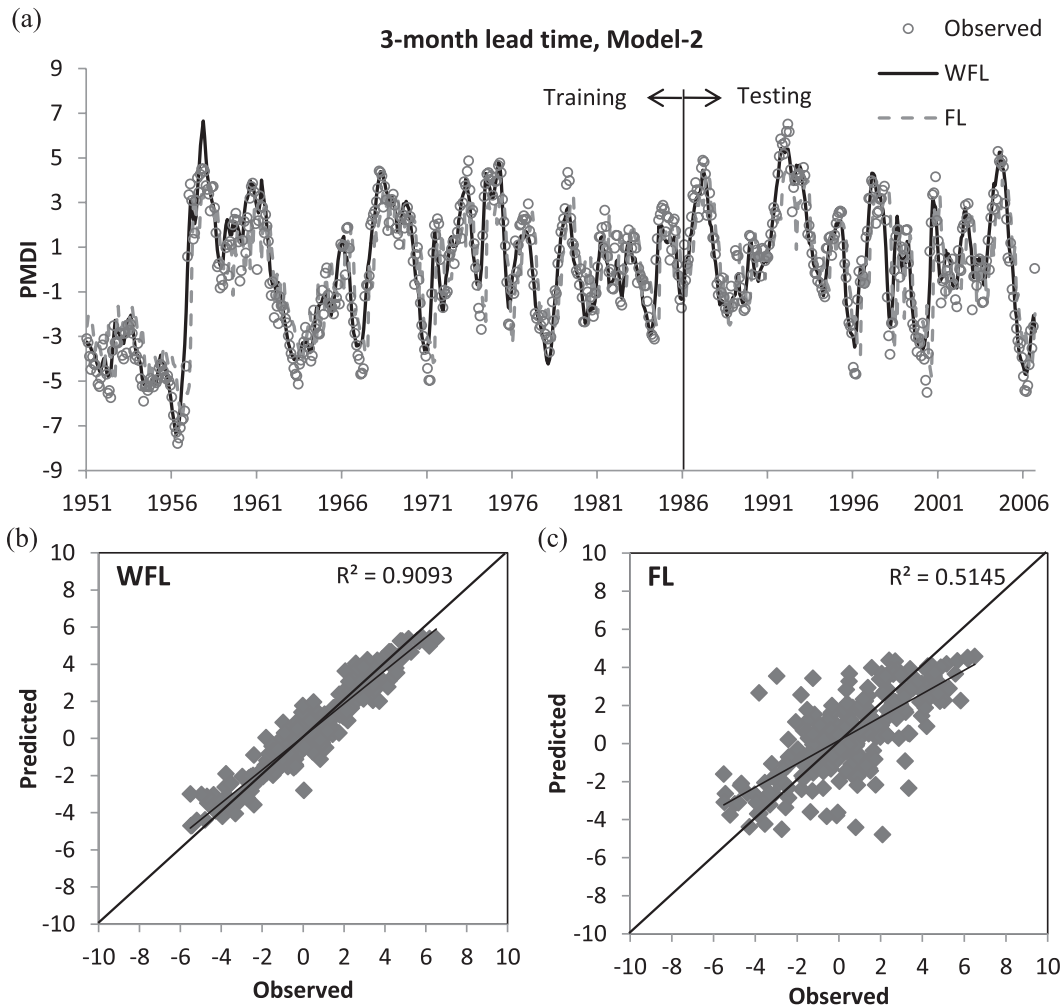 (a)
3-month lead time, Model-2
Observed
WFL
FL
Training
Testing
PMDI
9
7
5
3
1
-1
-3
-5
-7
-9
1951 1956 1961 1966 1971 1976 1981 1986 1991 1996 2001 2006
(b)
WFL
R² = 0.9093
Predicted
10
8
6
4
2
0
-2
-4
-6
-8
-10
-10 -8 -6 -4 -2 0 2 4 6 8 10
Observed
(c)
FL
R² = 0.5145
Predicted
10
8
6
4
2
0
-2
-4
-6
-8
-10
-10 -8 -6 -4 -2 0 2 4 6 8 10
Observed